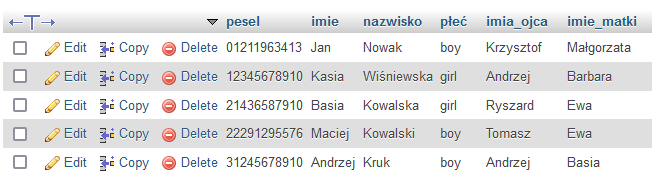 pesel imie nazwisko płeć imia_ojca imie_matki
Edit Copy Delete 01211963413 Jan Nowak boy Krzysztof Małgorzata
Edit Copy Delete 12345678910 Kasia Wiśniewska girl Andrzej Barbara
Edit Copy Delete 21436587910 Basia Kowalska girl Ryszard Ewa
Edit Copy Delete 22291295576 Maciej Kowalski boy Tomasz Ewa
Edit Copy Delete 31245678910 Andrzej Kruk boy Andrzej Basia